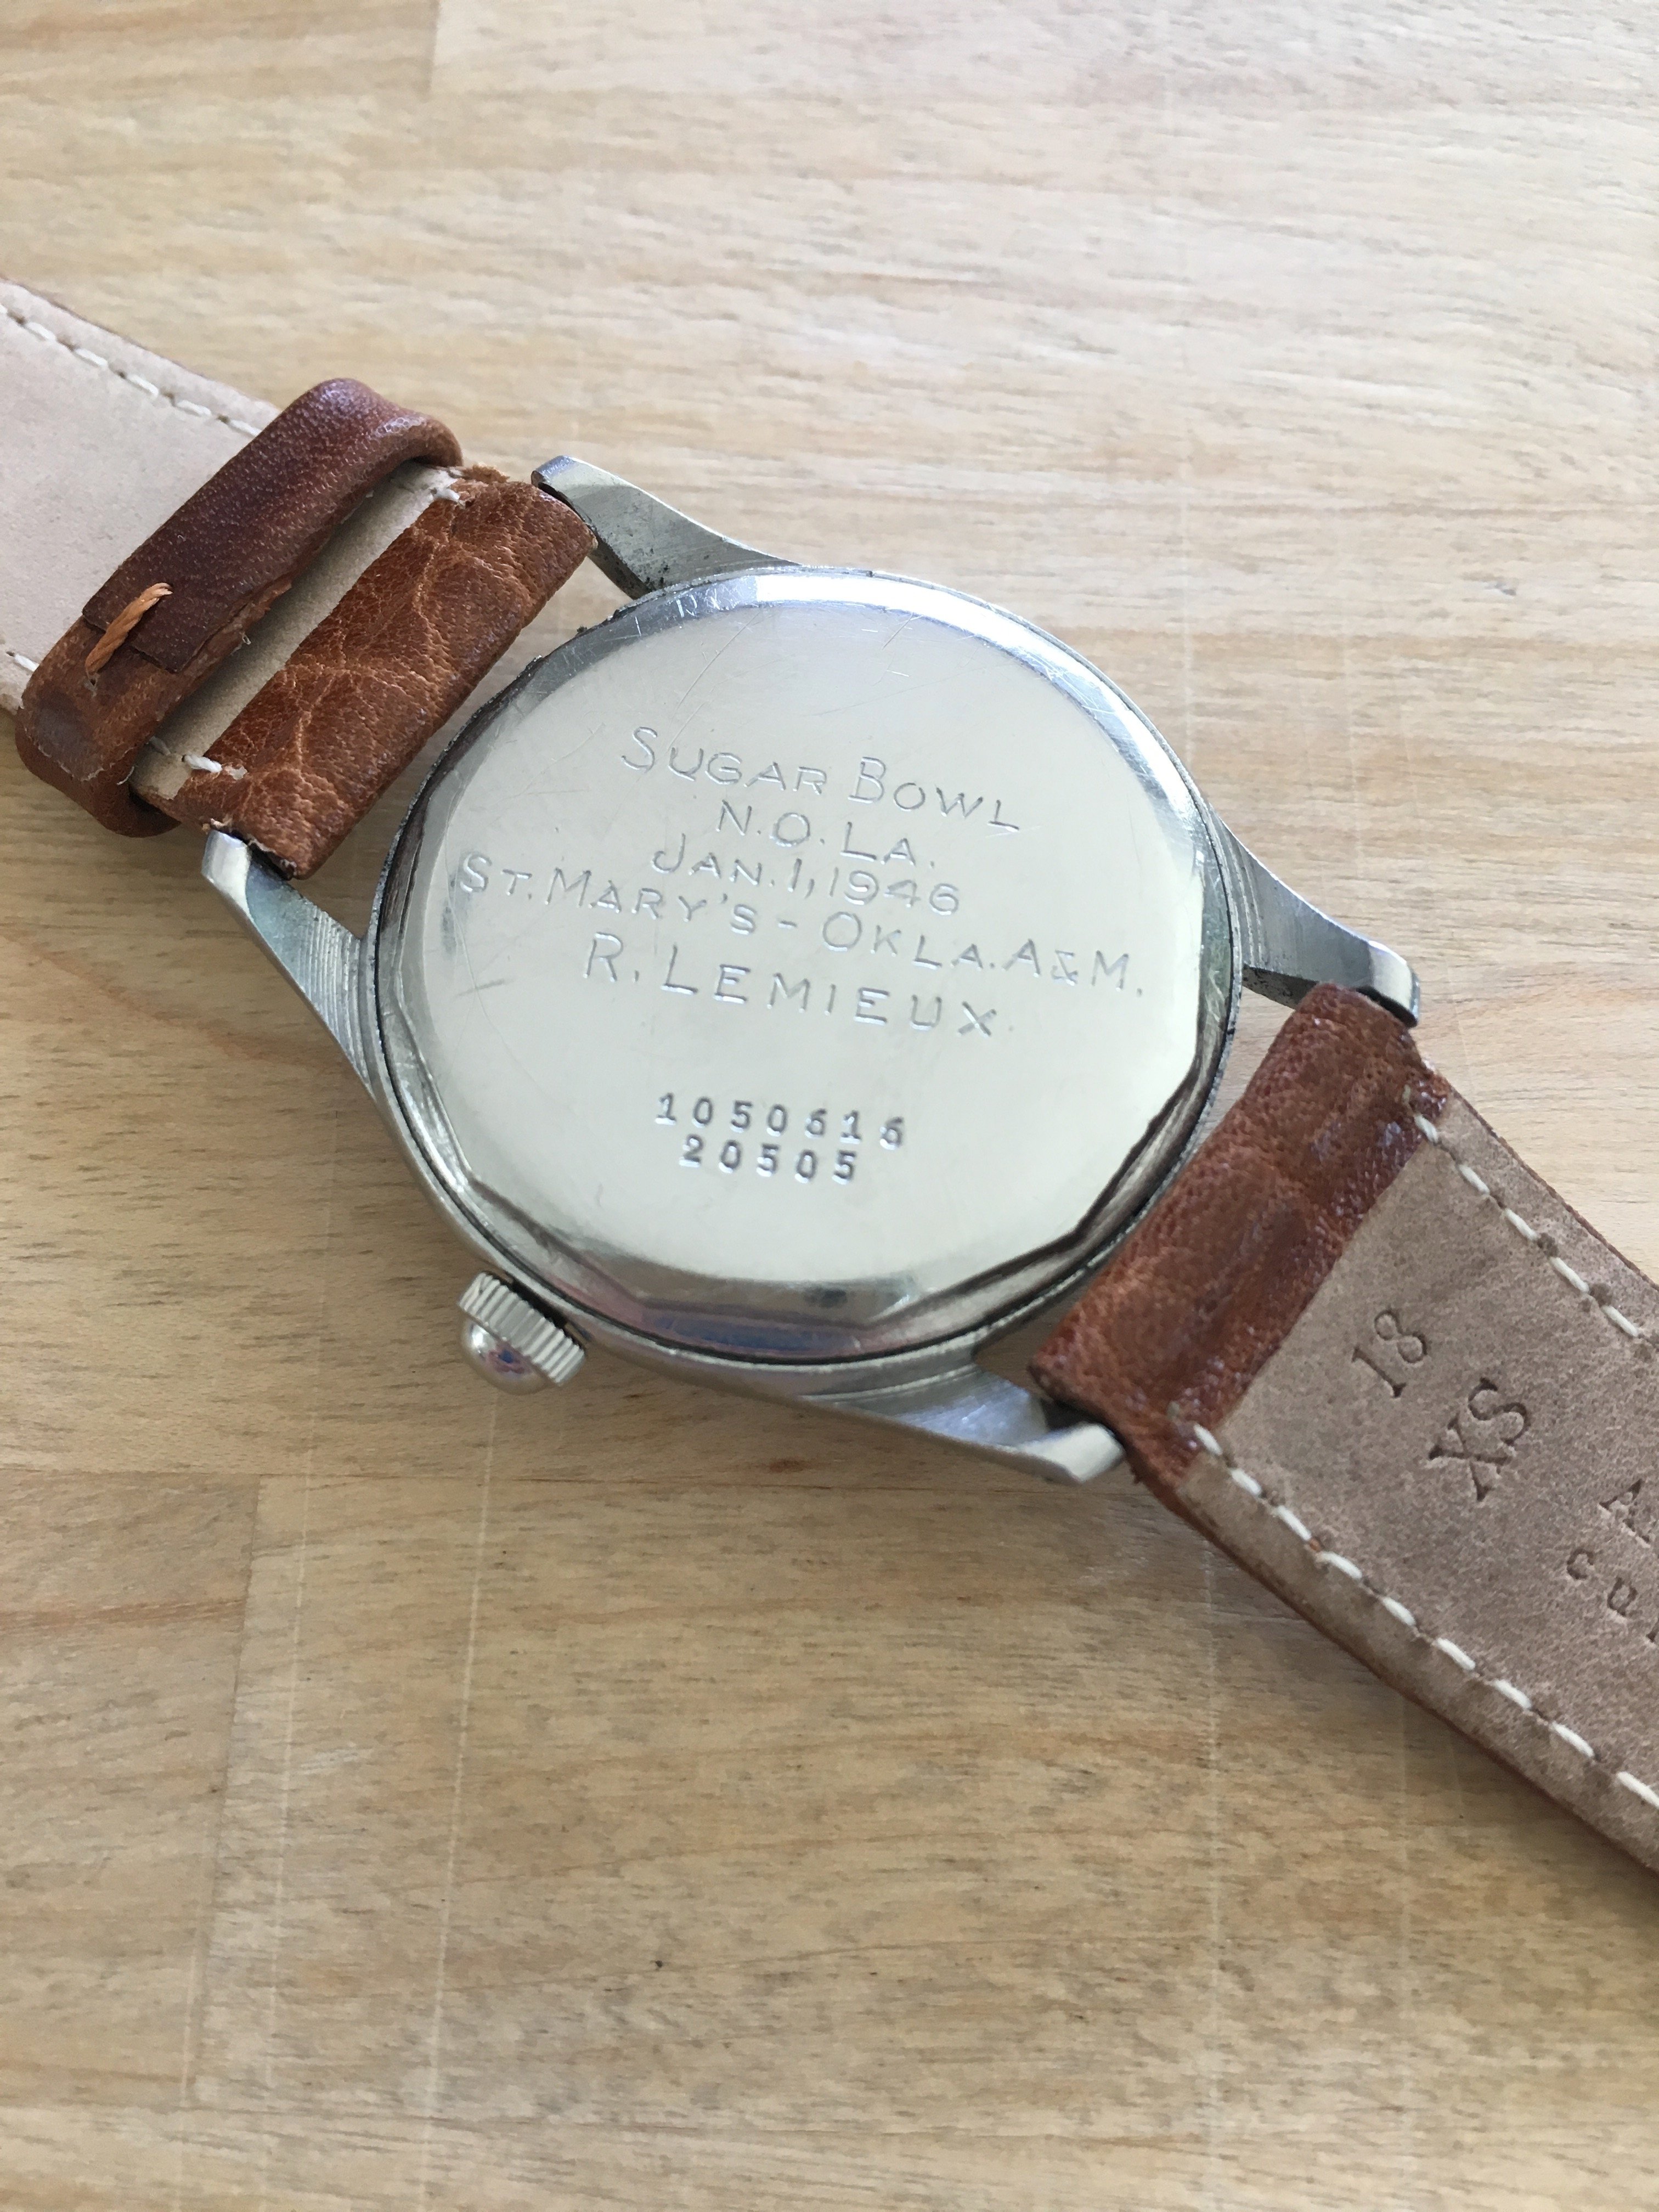 SUGAR BOWL
N.O. LA.
JAN. 1, 1946
ST. MARY'S - OKLA. A&M.
R. LEMIEUX
1050616
20505
18
XS